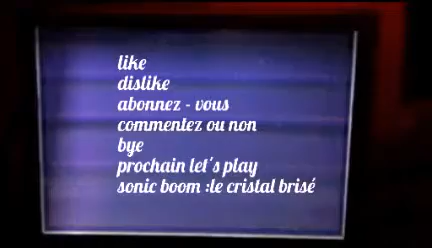 like
dislike
abonnez - vous
commentez ou non
bye
prochain let's play
sonic boom :le cristal brisé